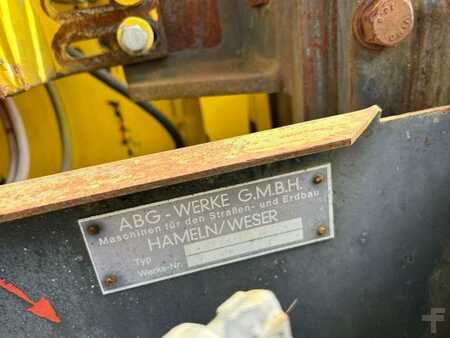 ABG - WERKE G.M.B.H.
Maschinen für den Straßen- und Erdbau
HAMELN/WESER
Typ
Werks-Nr.